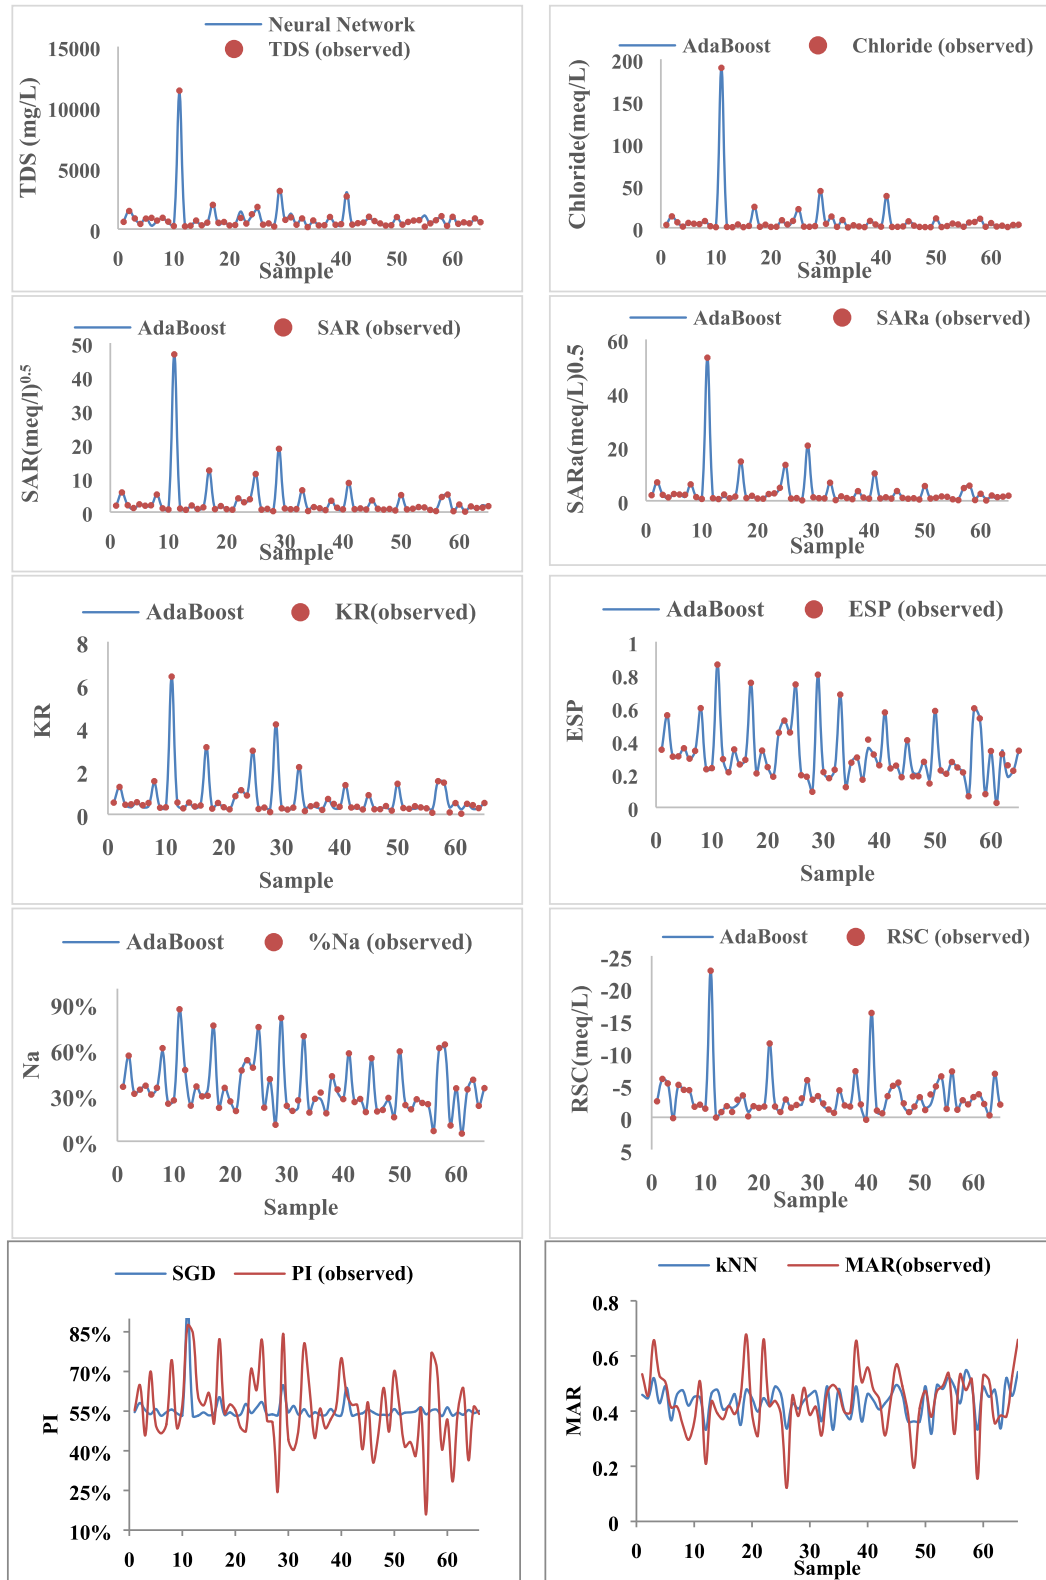 Neural Network
TDS (observed)
15000
10000
5000
0
TDS (mg/L)
0 10 20 30 40 50 60
Sample
AdaBoost Chloride (observed)
200
150
100
50
0
Chloride(meq/L)
0 10 20 30 40 50 60
Sample
AdaBoost SAR (observed)
50
40
30
20
10
0
SAR(meq/l)^0.5
0 10 20 30 40 50 60
Sample
AdaBoost SARa (observed)
60
40
20
0
SARa(meq/L)0.5
0 10 20 30 40 50 60
Sample
AdaBoost KR(observed)
8
6
4
2
0
KR
0 10 20 30 40 50 60
Sample
AdaBoost ESP (observed)
1
0.8
0.6
0.4
0.2
0
ESP
0 10 20 30 40 50 60
Sample
AdaBoost %Na (observed)
90%
60%
30%
0%
Na
0 10 20 30 40 50 60
Sample
AdaBoost RSC (observed)
-25
-20
-15
-10
-5
0
5
RSC(meq/L)
0 10 20 30 40 50 60
Sample
SGD PI (observed)
85%
70%
55%
40%
25%
10%
PI
0 10 20 30 40 50 60
kNN MAR(observed)
0.8
0.6
0.4
0.2
0
MAR
0 10 20 30 40 50 60
Sample